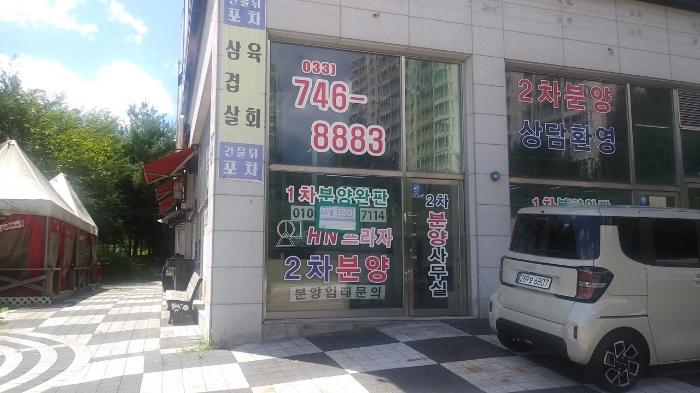 건물뒤
포차
삼겹살
육회
건물뒤
포차
033)
746-
8883
1차분양완판
010
7114
HN프라자
2차분양
분양임대문의
2차
분양사무실
2차분양
상담환영